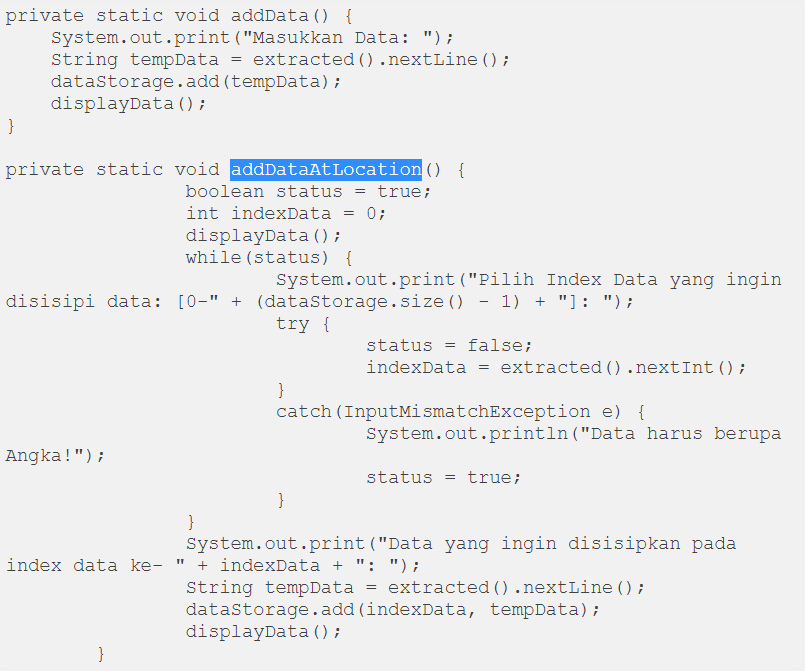 private static void addData() {
    System.out.print("Masukkan Data: ");
    String tempData = extracted().nextLine();
    dataStorage.add(tempData);
    displayData();
}

private static void addDataAtLocation() {
                boolean status = true;
                int indexData = 0;
                displayData();
                while(status) {
                        System.out.print("Pilih Index Data yang ingin
disisipi data: [0-" + (dataStorage.size() - 1) + "]: ");
                        try {
                                status = false;
                                indexData = extracted().nextInt();
                        }
                        catch(InputMismatchException e) {
                                System.out.println("Data harus berupa
Angka!");
                                status = true;
                        }
                }
                System.out.print("Data yang ingin disisipkan pada
index data ke- " + indexData + ": ");
                String tempData = extracted().nextLine();
                dataStorage.add(indexData, tempData);
                displayData();
        }